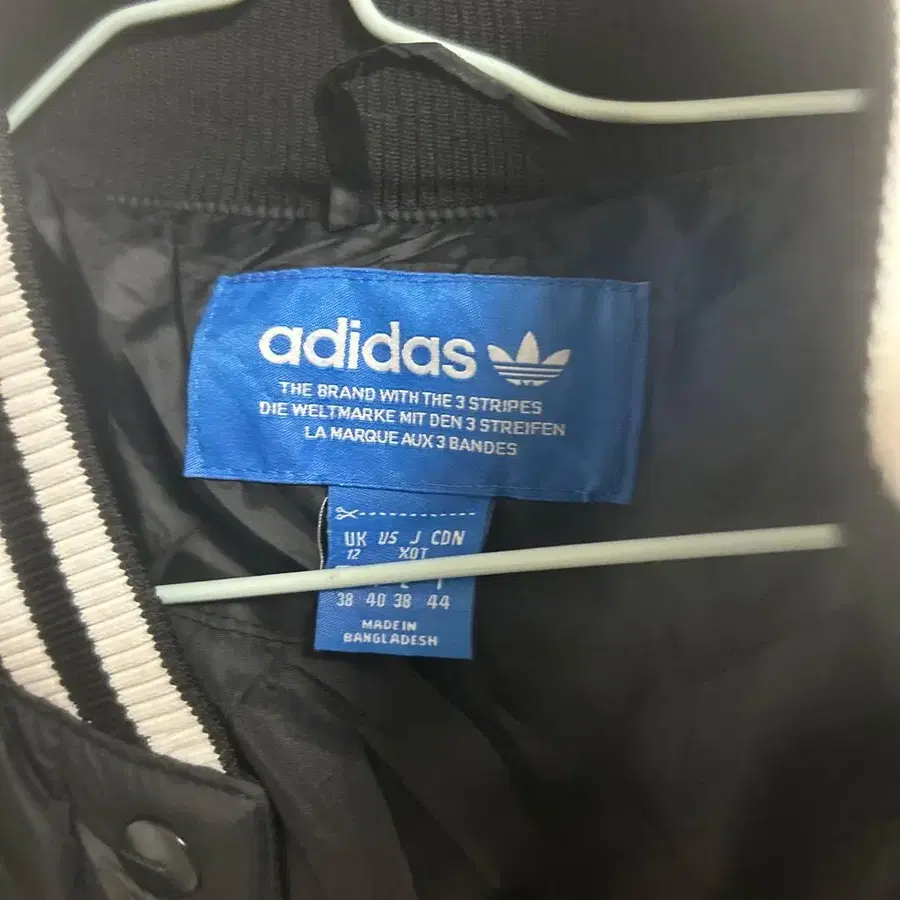 adidas
THE BRAND WITH THE 3 STRIPES
DIE WELTMARKE MIT DEN 3 STREIFEN
LA MARQUE AUX 3 BANDES
UK US J CDN
12 XOT
38 40 38 44
MADE IN
BANGLADESH